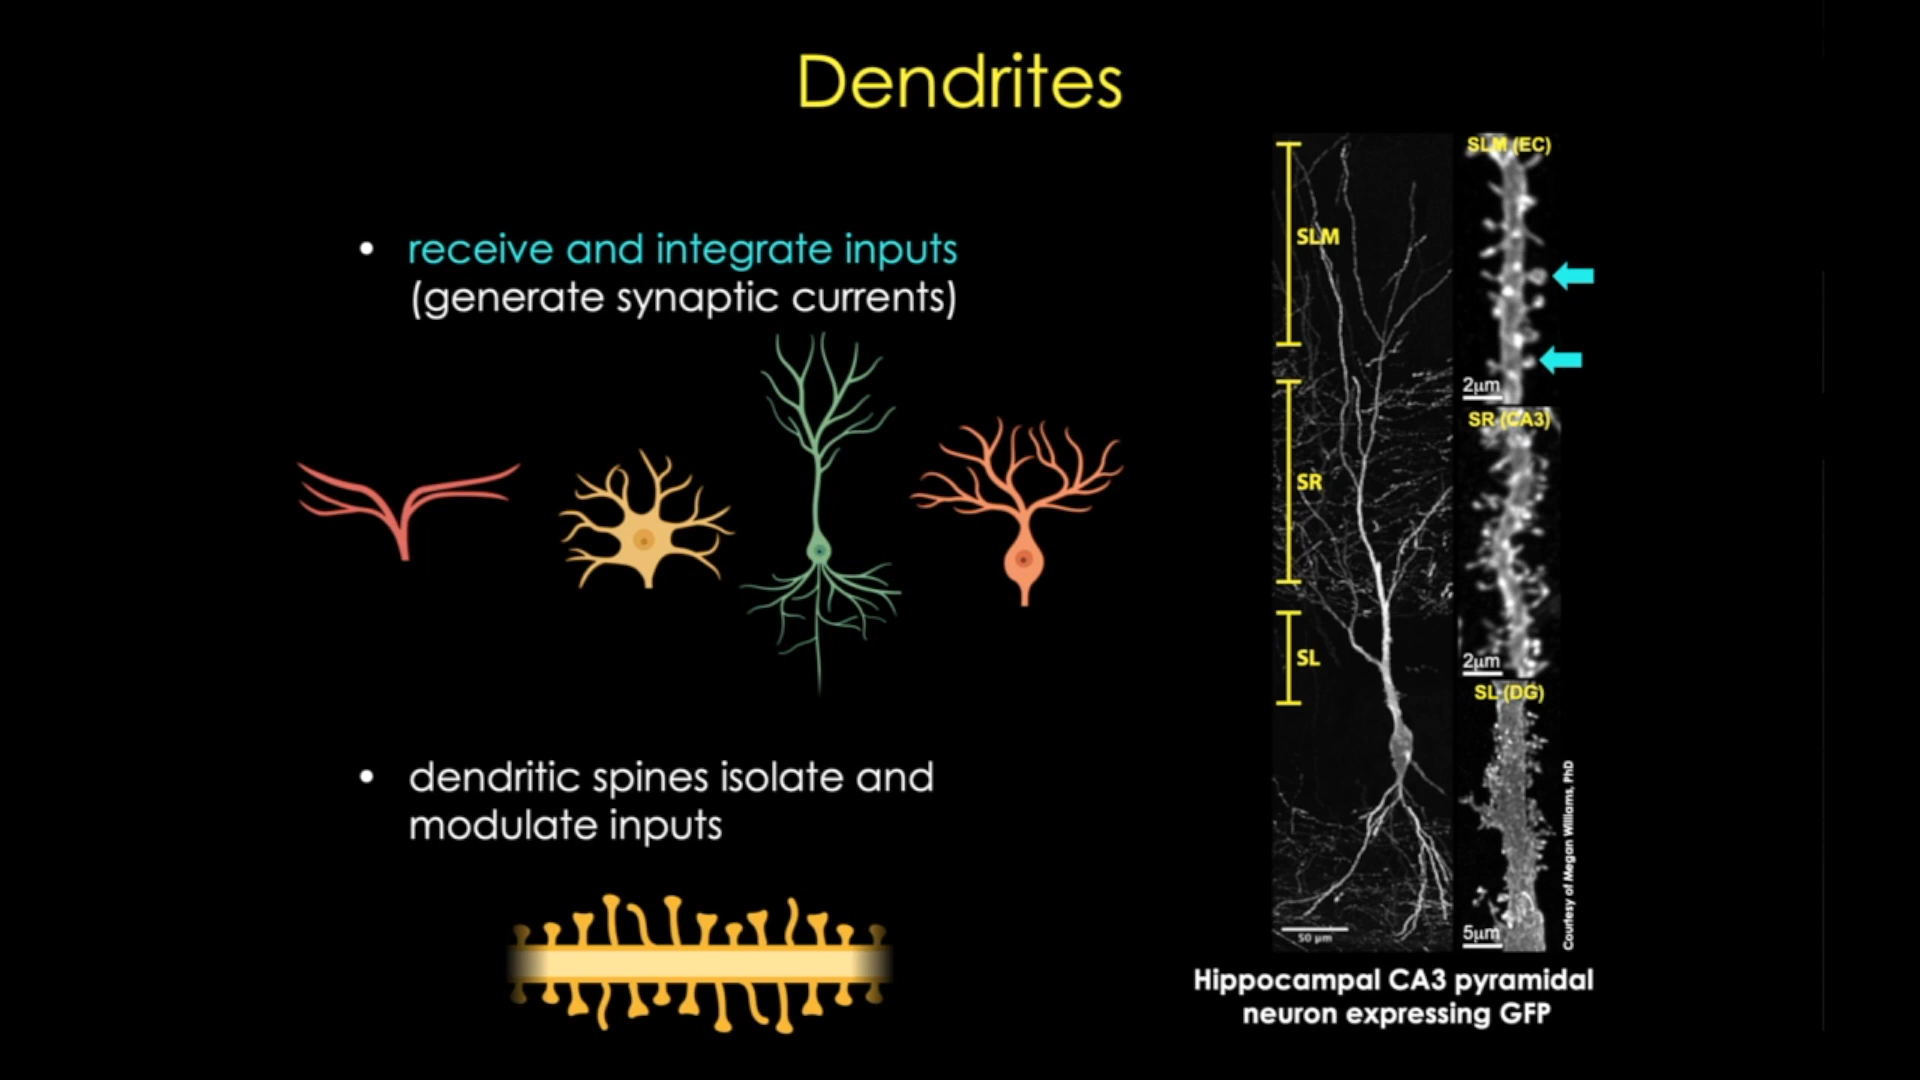 Dendrites
• receive and integrate inputs
(generate synaptic currents)
• dendritic spines isolate and
modulate inputs
SLM
SR
SL
50 µm
SLM (EC)
2µm
SR (CA3)
2µm
SL (DG)
5µm
Courtesy of Megan Williams, PhD
Hippocampal CA3 pyramidal
neuron expressing GFP